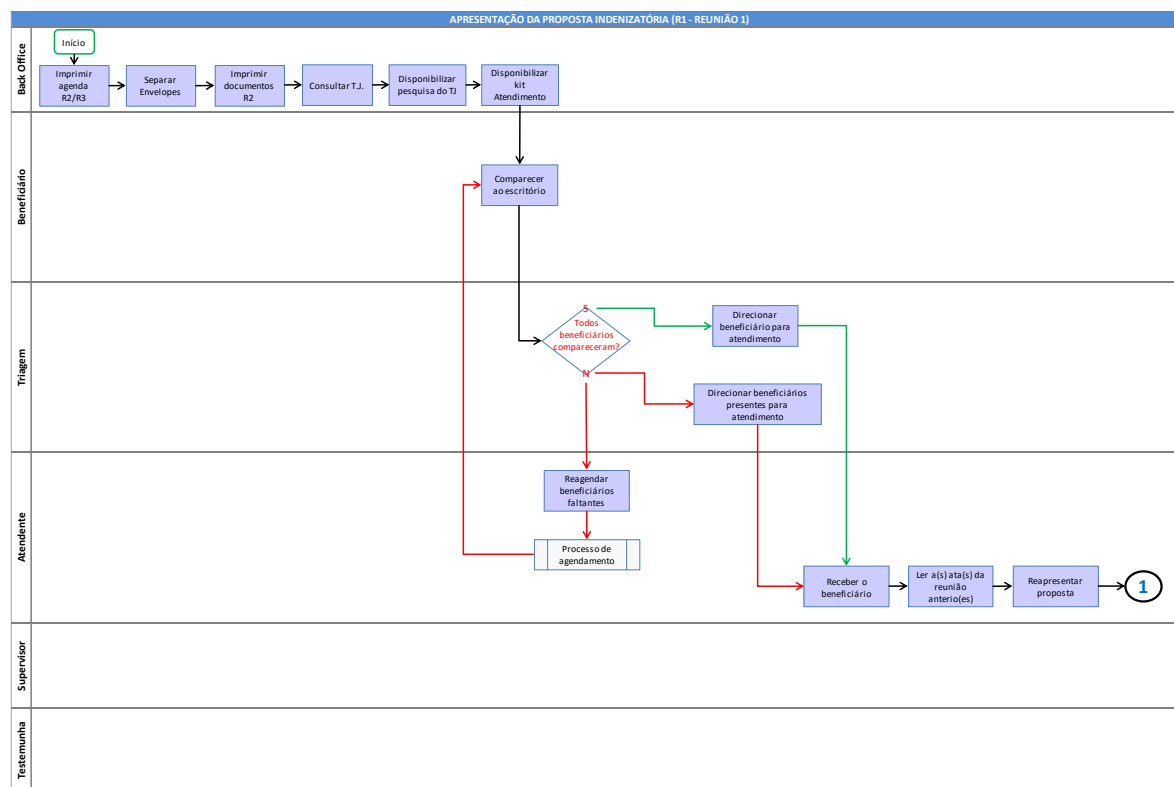 APRESENTAÇÃO DA PROPOSTA INDENIZATÓRIA (R1 - REUNIÃO 1)
Back Office
Início
Imprimir
agenda
R2/R3
Separar
Envelopes
Imprimir
documentos
R2
Consultar T.J.
Disponibilizar
pesquisa do TJ
Disponibilizar
kit
Atendimento
Beneficiário
Comparecer
ao escritório
Triagem
S
Todos
beneficiários
compareceram?
N
Direcionar
beneficiário para
atendimento
Direcionar beneficiários
presentes para
atendimento
Atendente
Reagendar
beneficiários
faltantes
Processo de
agendamento
Receber o
beneficiário
Ler a(s) ata(s) da
reunião
anterio(es)
Reapresentar
proposta
1
Supervisor
Testemunha